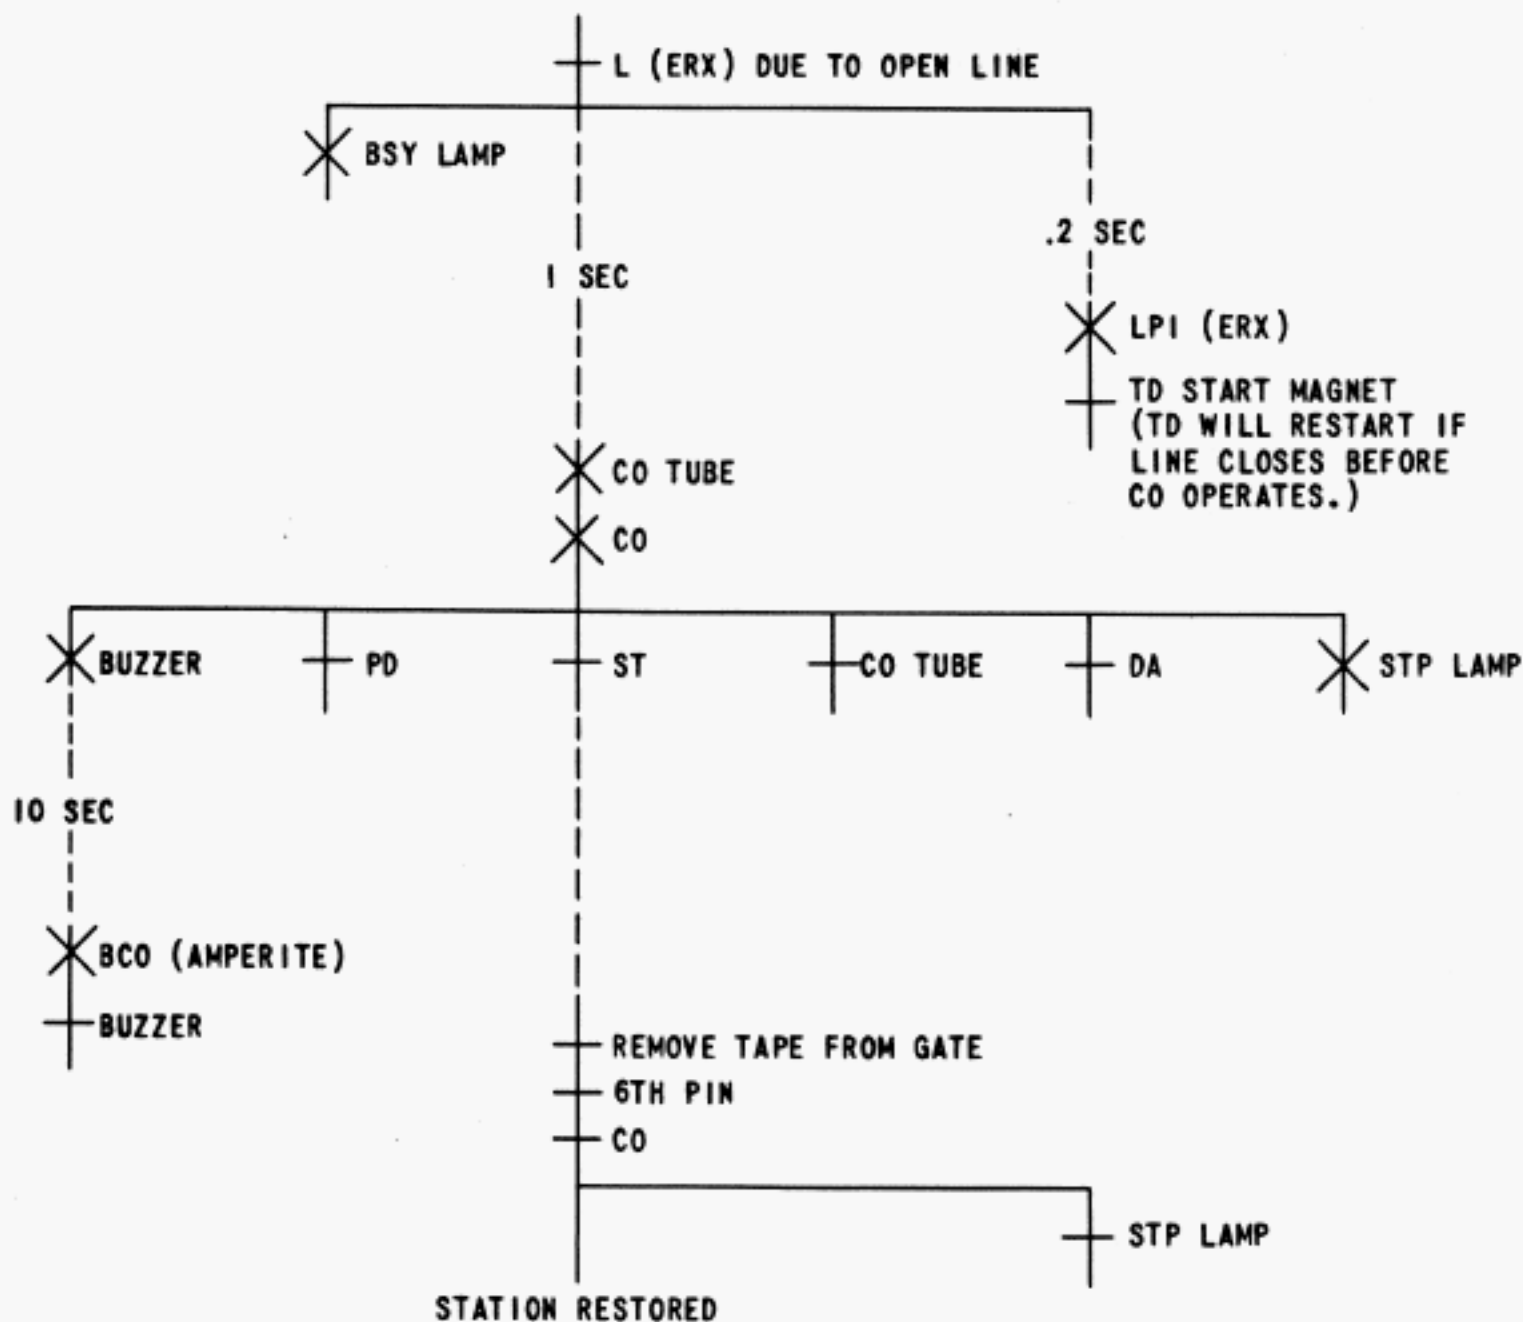 L (ERX) DUE TO OPEN LINE
BSY LAMP
.2 SEC
1 SEC
LP1 (ERX)
TD START MAGNET
(TD WILL RESTART IF
LINE CLOSES BEFORE
CO OPERATES.)
CO TUBE
CO
BUZZER
PD
ST
CO TUBE
DA
STP LAMP
10 SEC
BCO (AMPERITE)
BUZZER
REMOVE TAPE FROM GATE
6TH PIN
CO
STP LAMP
STATION RESTORED